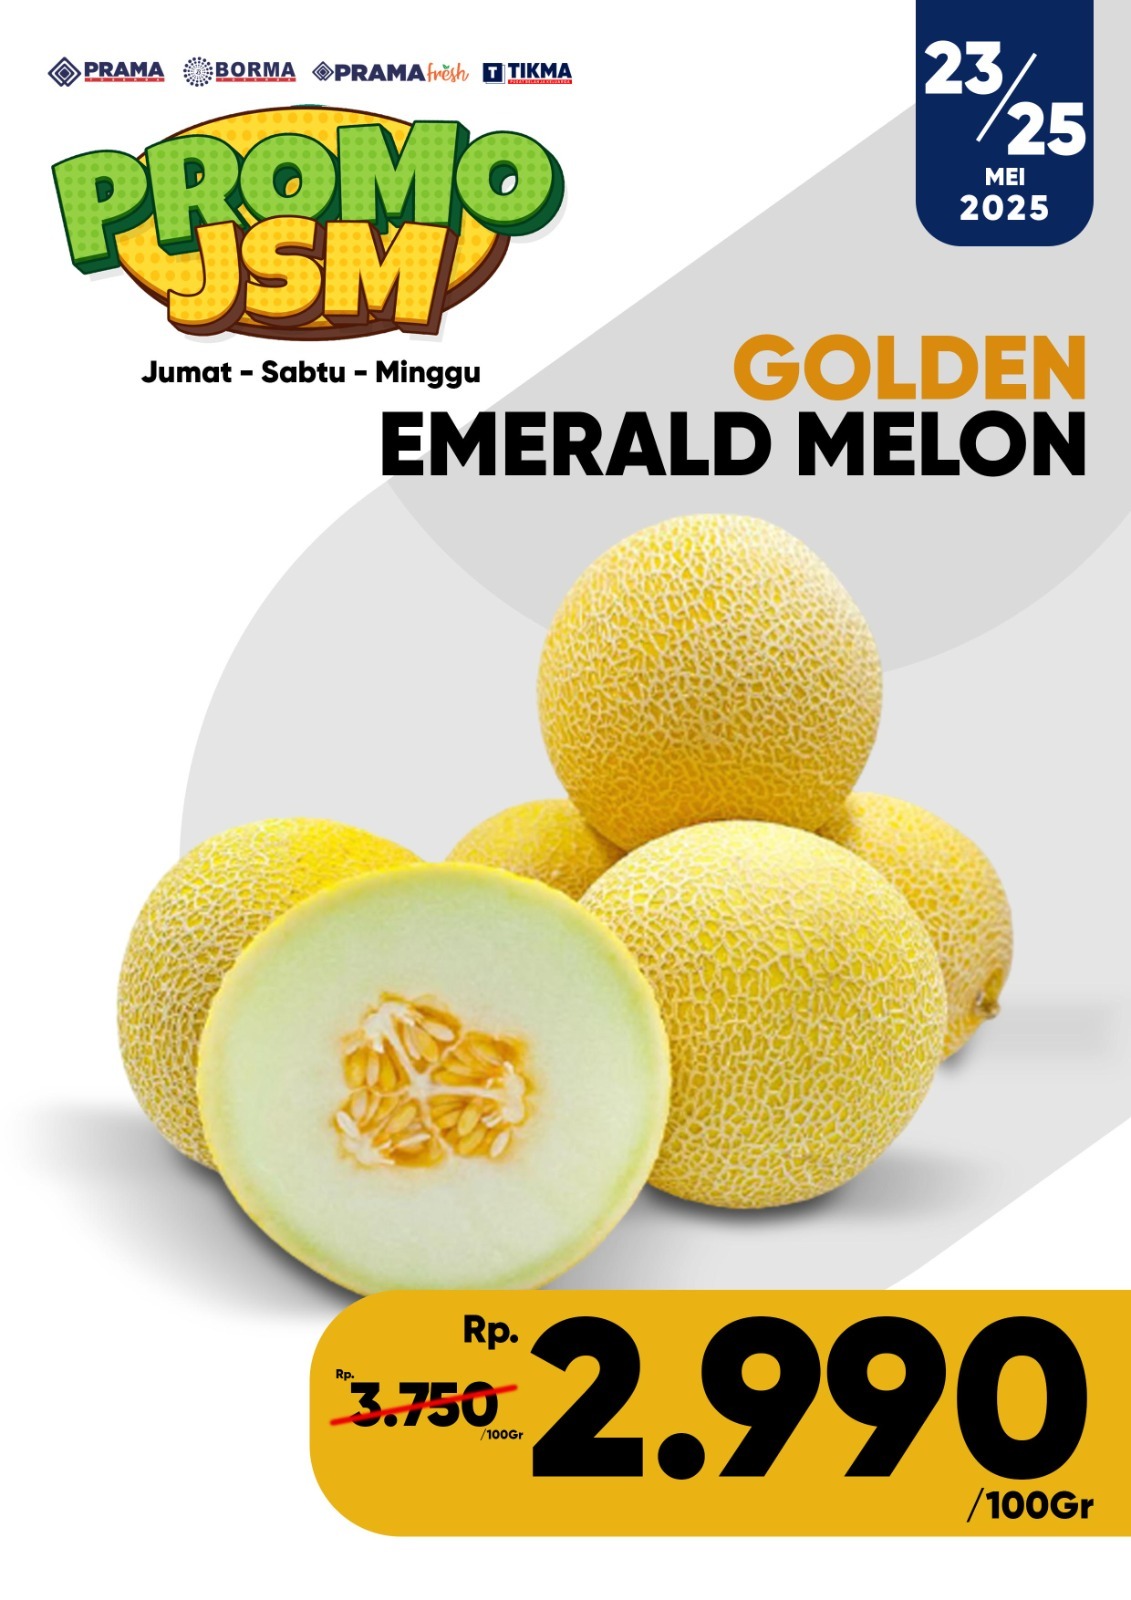 PRAMA BORMA PRAMA fresh TIKMA
23/25
MEI
2025
PROMO
JSM
Jumat - Sabtu - Minggu
GOLDEN
EMERALD MELON
Rp. 2.990
Rp. 3.750
/100Gr
/100Gr